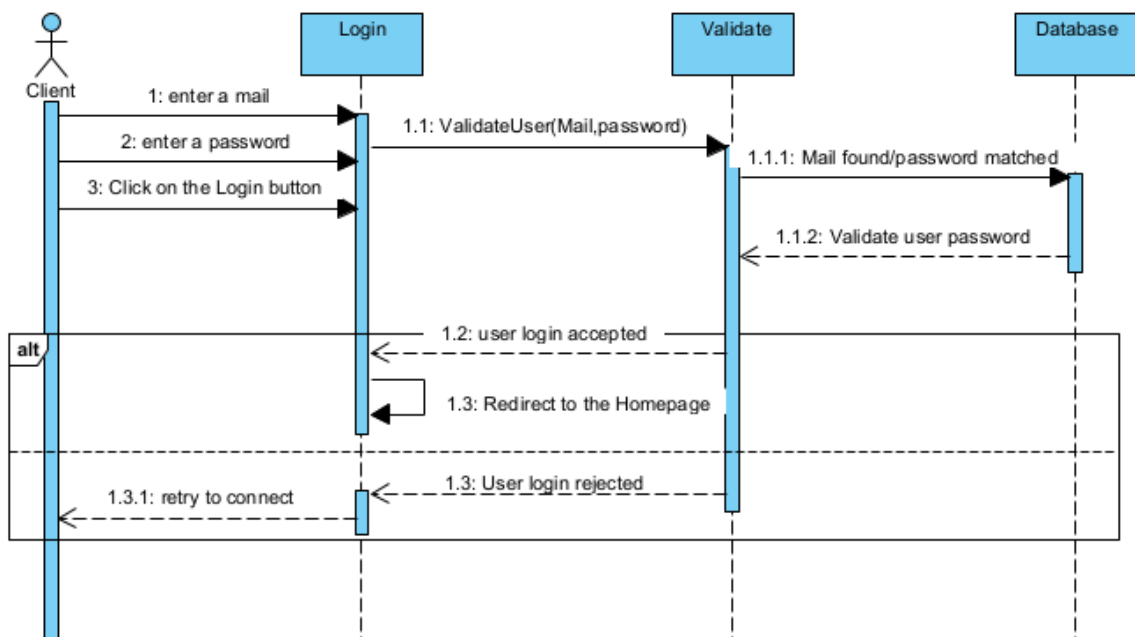 Login
Validate
Database
Client
1: enter a mail
1.1: ValidateUser(Mail,password)
2: enter a password
1.1.1: Mail found/password matched
3: Click on the Login button
1.1.2: Validate user password
alt
1.2: user login accepted
1.3: Redirect to the Homepage
1.3: User login rejected
1.3.1: retry to connect